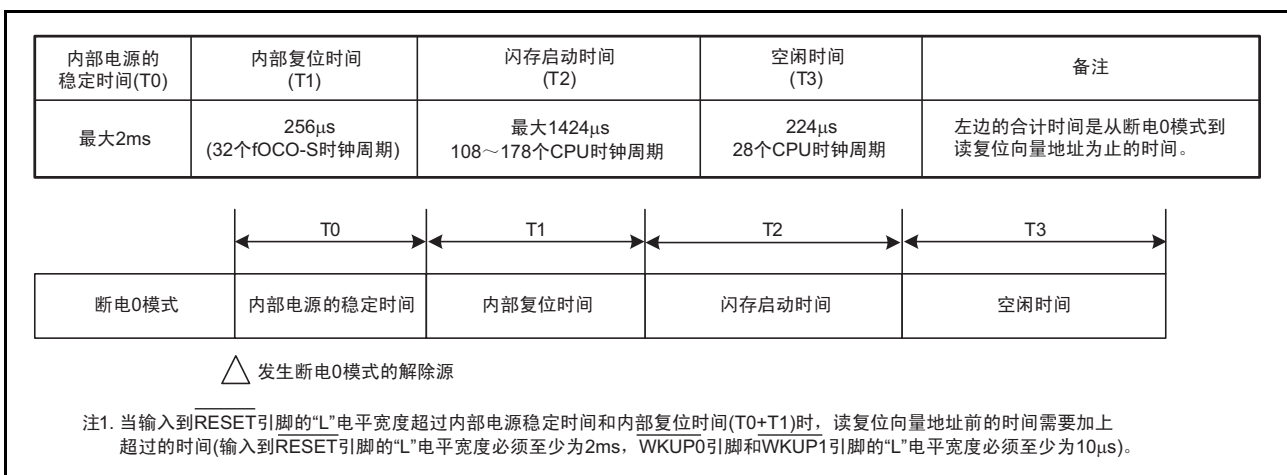 内部电源的
稳定时间(T0)
内部复位时间
(T1)
闪存启动时间
(T2)
空闲时间
(T3)
备注
最大2ms
256μs
(32个fOCO-S时钟周期)
最大1424μs
108～178个CPU时钟周期
224μs
28个CPU时钟周期
左边的合计时间是从断电0模式到
读复位向量地址为止的时间。
T0
T1
T2
T3
断电0模式
内部电源的稳定时间
内部复位时间
闪存启动时间
空闲时间
发生断电0模式的解除源
注1. 当输入到RESET引脚的“L”电平宽度超过内部电源稳定时间和内部复位时间(T0+T1)时，读复位向量地址前的时间需要加上
超过的时间(输入到RESET引脚的“L”电平宽度必须至少为2ms，WKUP0引脚和WKUP1引脚的“L”电平宽度必须至少为10μs)。